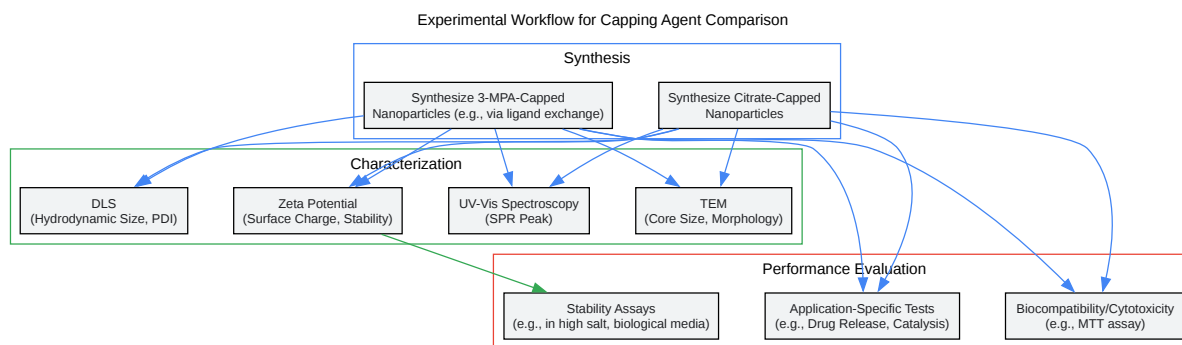 Experimental Workflow for Capping Agent Comparison
Synthesis
Synthesize 3-MPA-Capped
Nanoparticles (e.g., via ligand exchange)
Synthesize Citrate-Capped
Nanoparticles
Characterization
DLS
(Hydrodynamic Size, PDI)
Zeta Potential
(Surface Charge, Stability)
UV-Vis Spectroscopy
(SPR Peak)
TEM
(Core Size, Morphology)
Performance Evaluation
Stability Assays
(e.g., in high salt, biological media)
Application-Specific Tests
(e.g., Drug Release, Catalysis)
Biocompatibility/Cytotoxicity
(e.g., MTT assay)